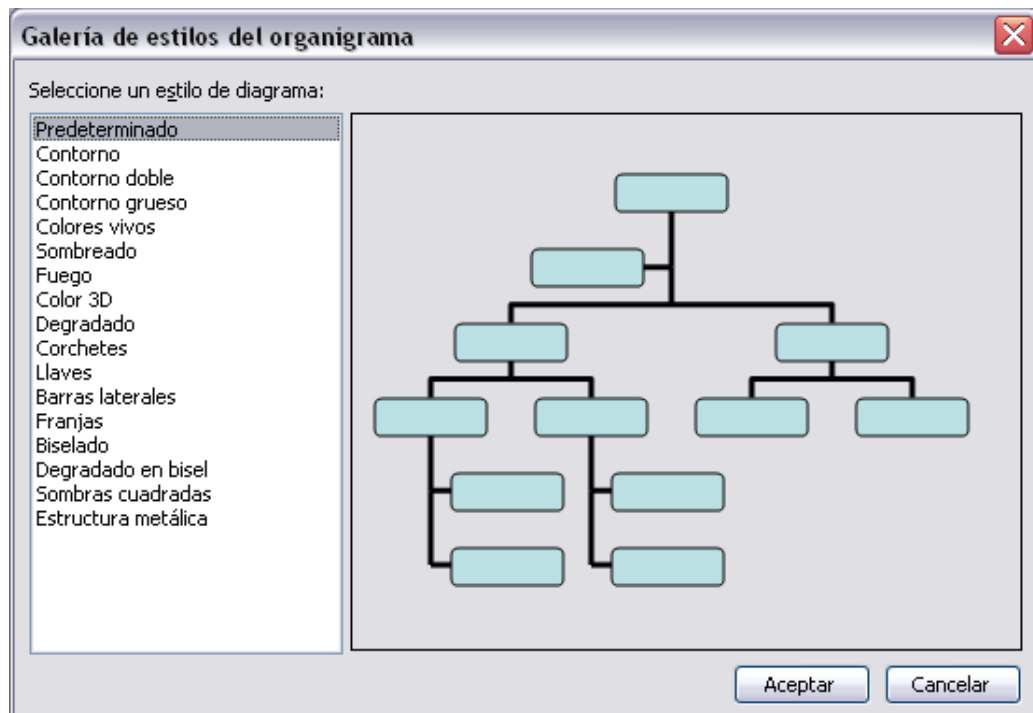 Galería de estilos del organigrama
Seleccione un estilo de diagrama:
Predeterminado
Contorno
Contorno doble
Contorno grueso
Colores vivos
Sombreado
Fuego
Color 3D
Degradado
Corchetes
Llaves
Barras laterales
Franjas
Biselado
Degradado en bisel
Sombras cuadradas
Estructura metálica
Aceptar Cancelar